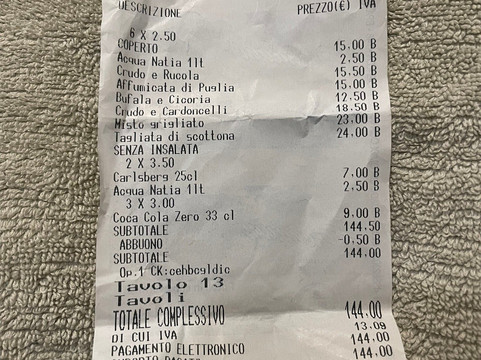 DESCRIZIONE PREZZO(€) IVA
6 X 2.50
COPERTO 15.00 B
Acqua Natia 1lt 2.50 B
Crudo e Rucola 15.50 B
Affumicata di Puglia 15.00 B
Bufala e Cicoria 12.50 B
Crudo e Cardoncelli 18.50 B
Misto grigliato 23.00 B
Tagliata di scottona 24.00 B
SENZA INSALATA
2 X 3.50
Carlsberg 25cl 7.00 B
Acqua Natia 1lt 2.50 B
3 X 3.00
Coca Cola Zero 33 cl 9.00 B
SUBTOTALE 144.50
ABBUONO -0.50 B
SUBTOTALE 144.00
Op.1 CK:cehbcgldic
Tavolo 13
Tavoli
TOTALE COMPLESSIVO 144.00
DI CUI IVA 13.09
PAGAMENTO ELETTRONICO 144.00
144.00